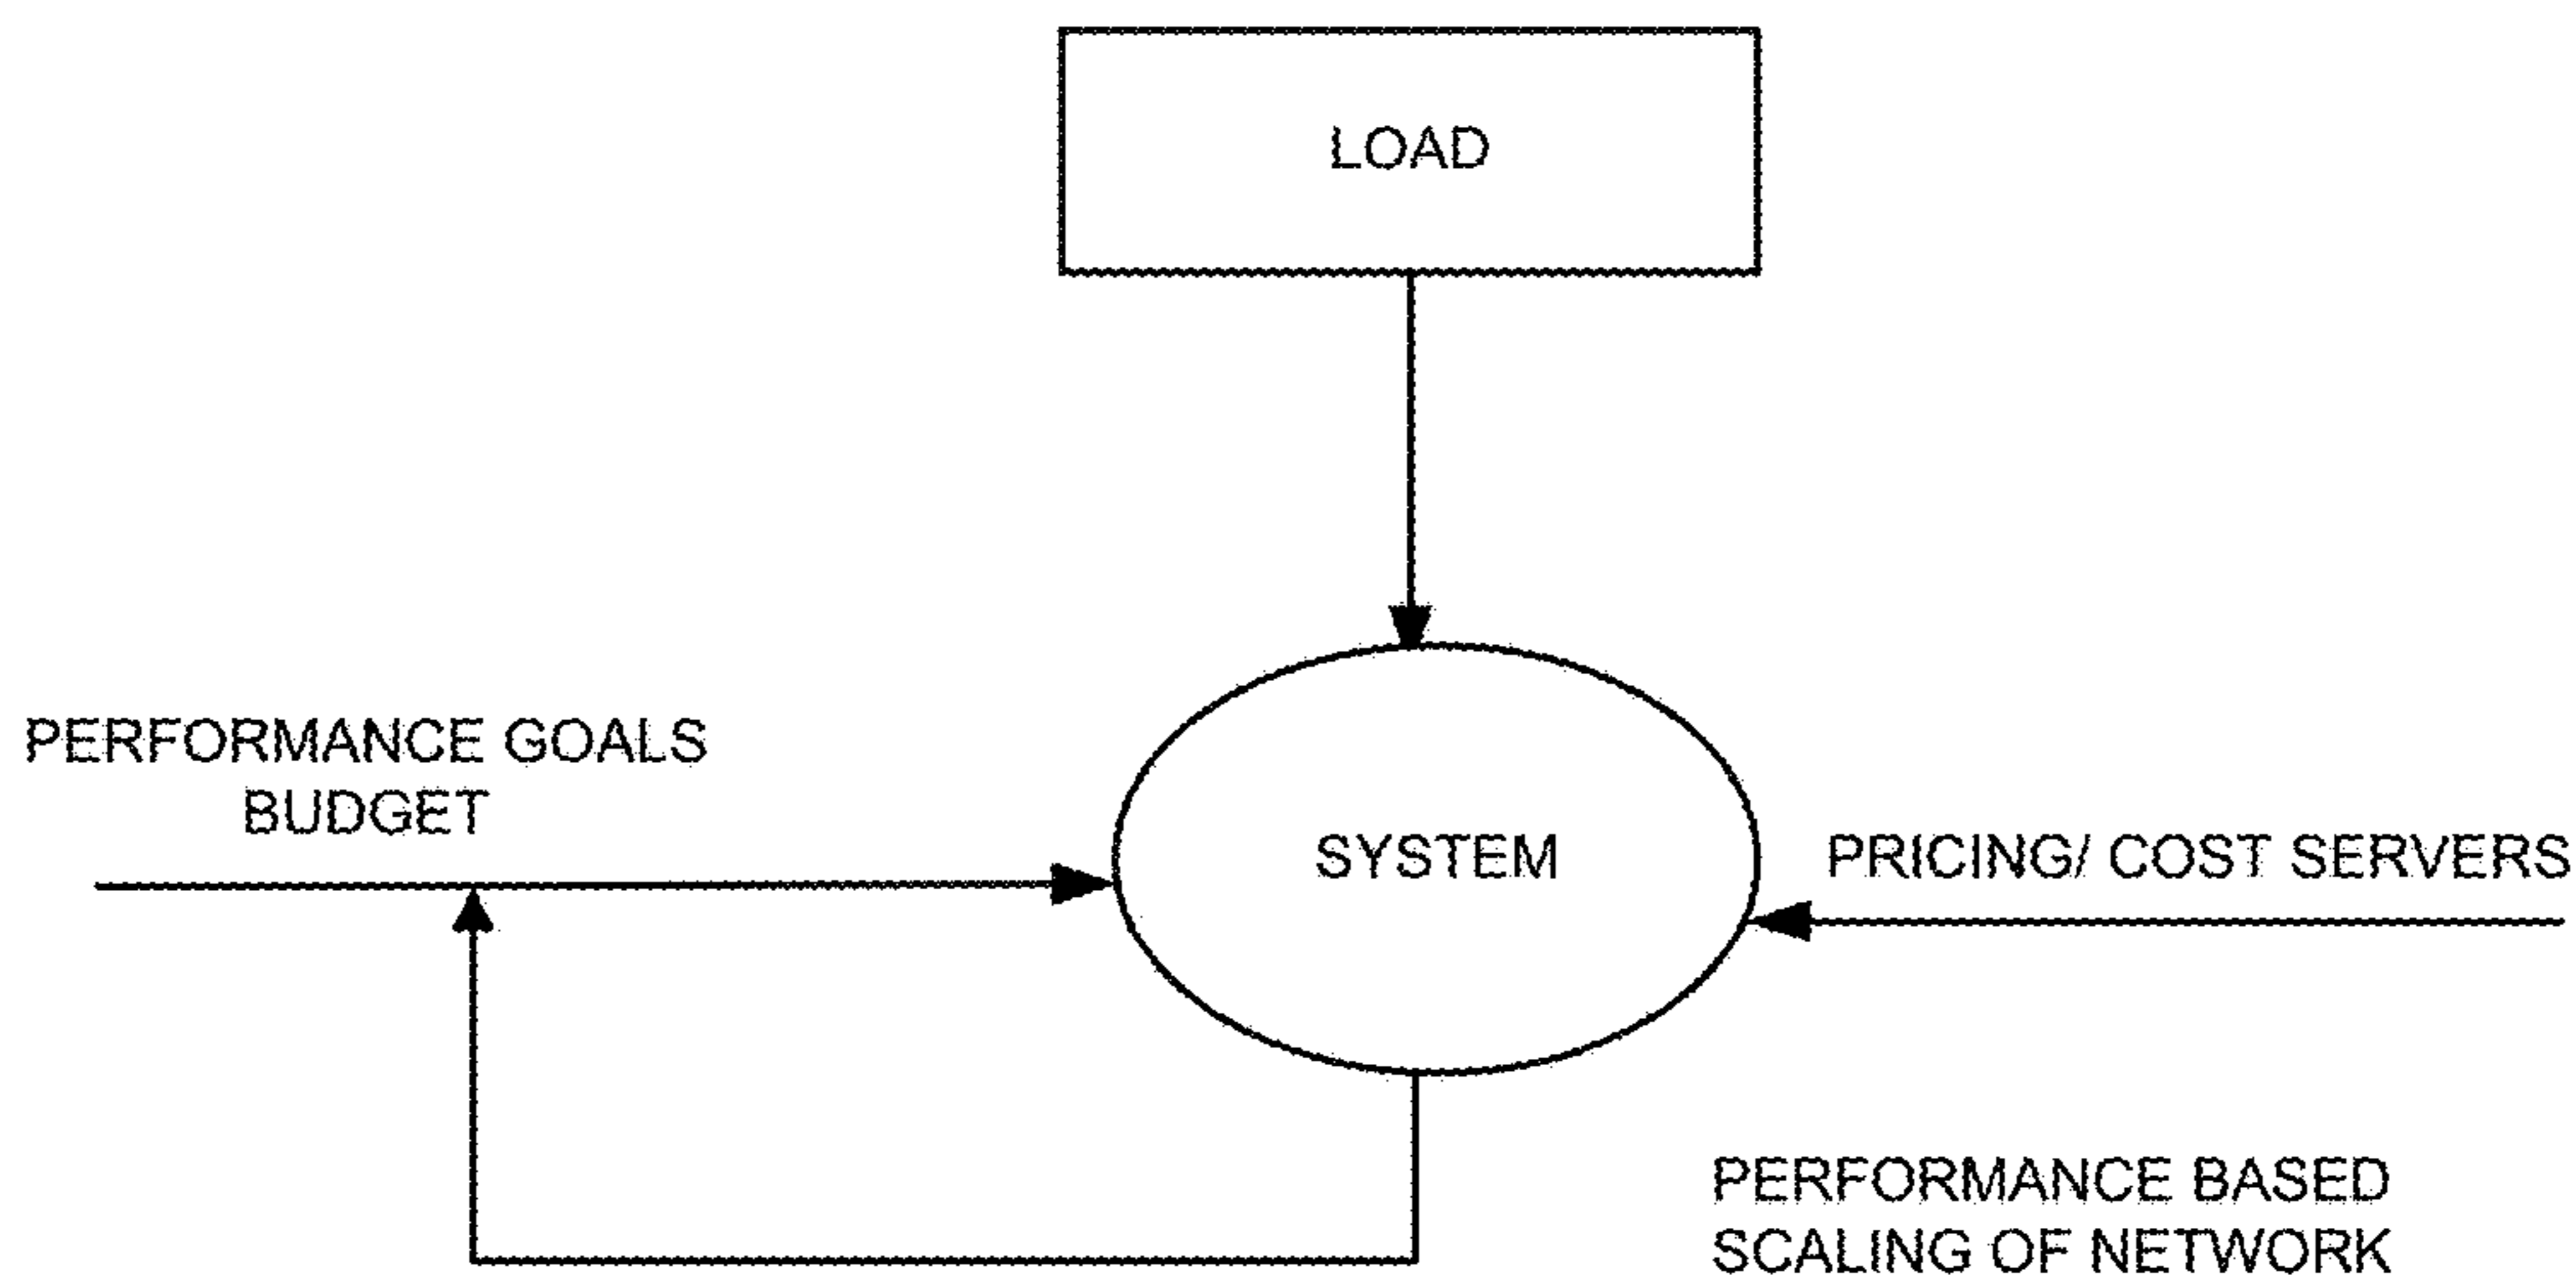 LOAD
PERFORMANCE GOALS
BUDGET
SYSTEM
PRICING/ COST SERVERS
PERFORMANCE BASED
SCALING OF NETWORK